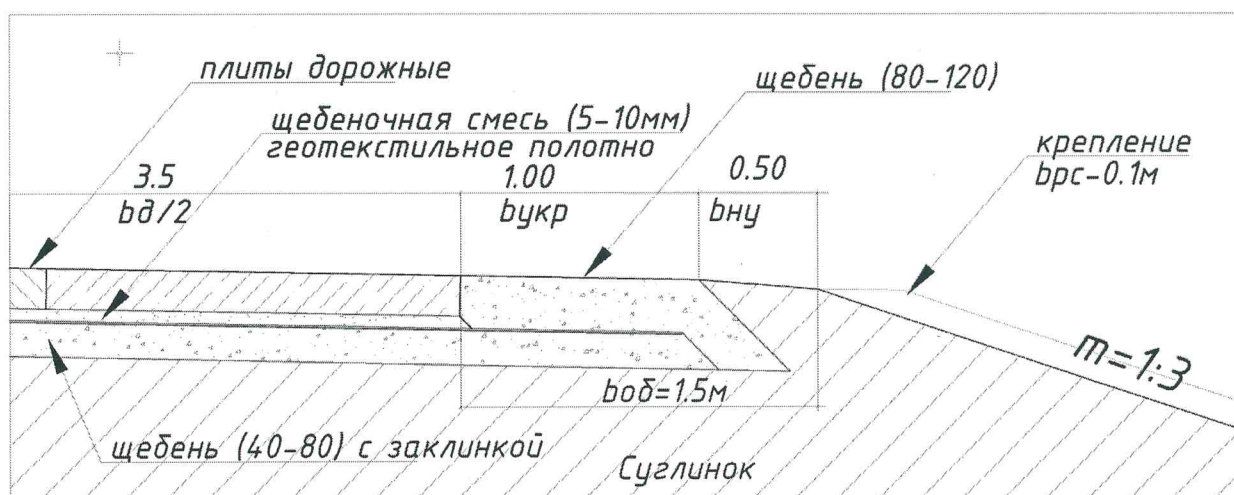 плиты дорожные
щебень (80-120)
щебеночная смесь (5-10мм)
геотекстильное полотно
крепление
bрс-0.1м
3.5
1.00
0.50
bд/2
bукр
bну
m=1:3
bоб=1.5м
щебень (40-80) с заклинкой
Суглинок